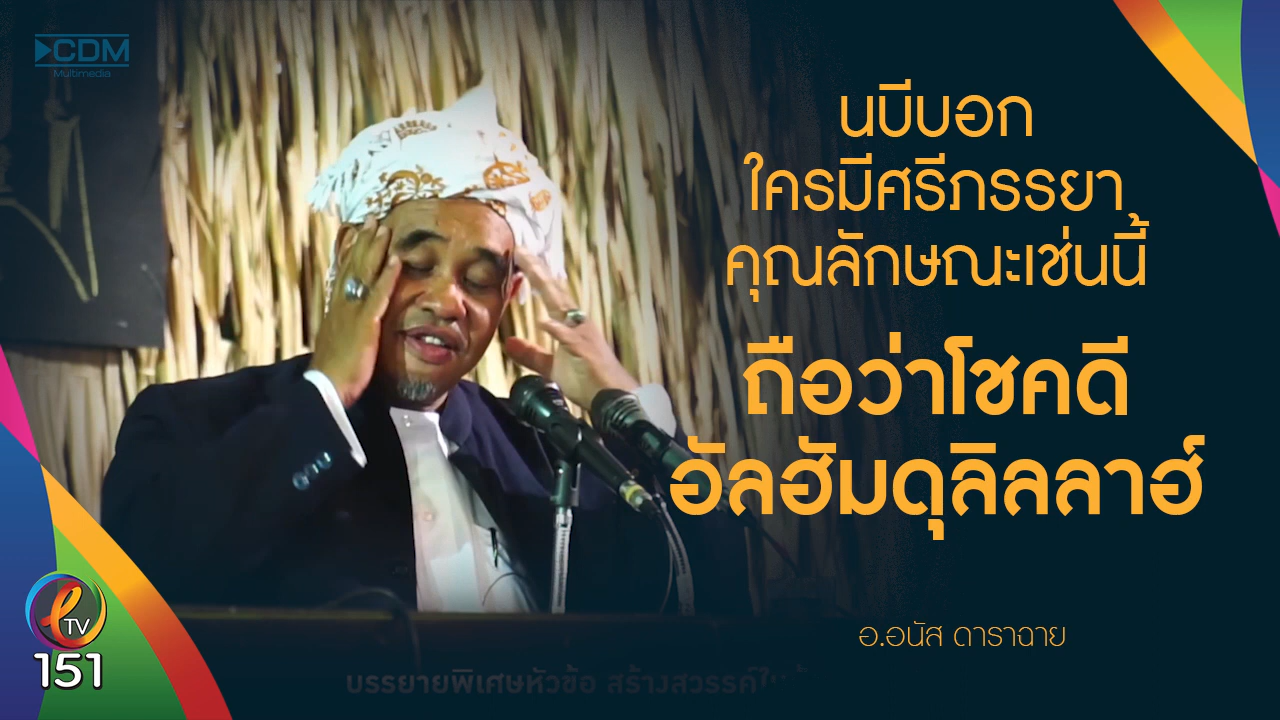 CDM
Multimedia
นบีบอก
ใครมีศรีภรรยา
คุณลักษณะเช่นนี้
ถือว่าโชคดี
อัลฮัมดุลิลลาฮ์
อ.อนัส ดาราฉาย
TV
151
บรรยายพิเศษหัวข้อ สร้างสวรรค์ใน